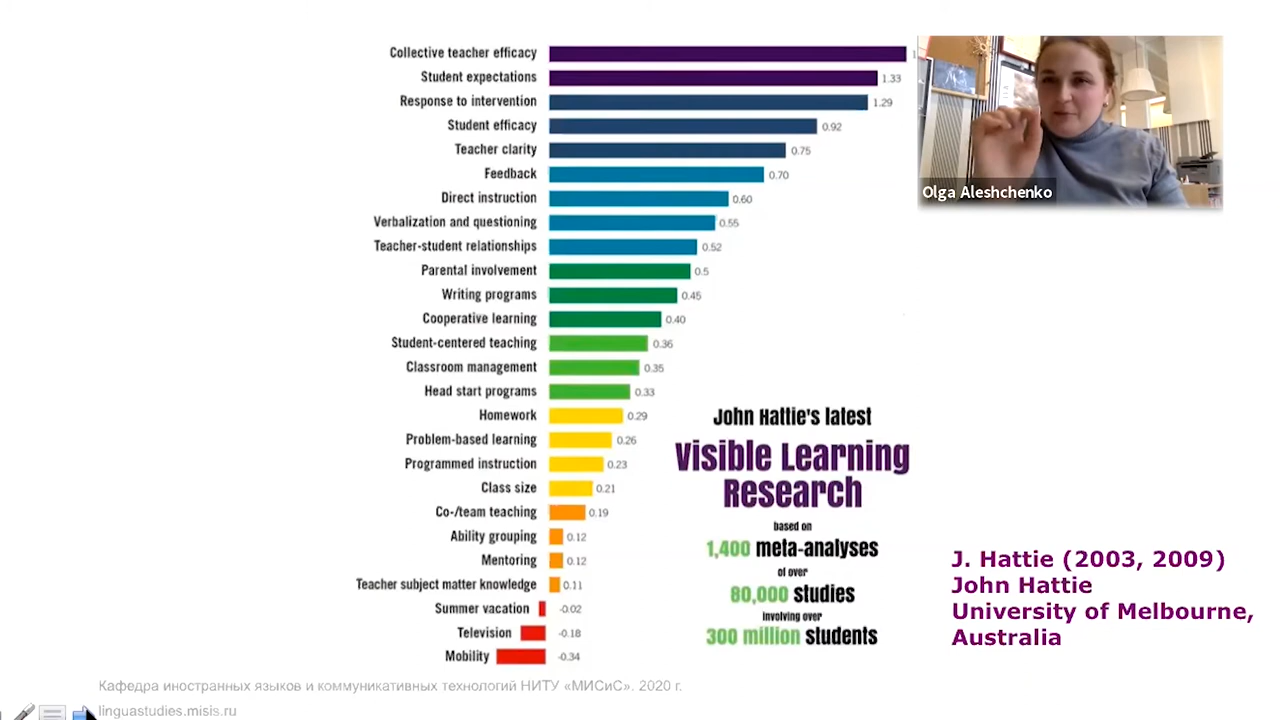 Collective teacher efficacy
Student expectations 1.33
Response to intervention 1.29
Student efficacy 0.92
Teacher clarity 0.75
Feedback 0.70
Direct instruction 0.60
Verbalization and questioning 0.55
Teacher-student relationships 0.52
Parental involvement 0.5
Writing programs 0.45
Cooperative learning 0.40
Student-centered teaching 0.36
Classroom management 0.35
Head start programs 0.33
Homework 0.29
Problem-based learning 0.26
Programmed instruction 0.23
Class size 0.21
Co-/team teaching 0.19
Ability grouping 0.12
Mentoring 0.12
Teacher subject matter knowledge 0.11
Summer vacation -0.02
Television -0.18
Mobility -0.34
Olga Aleshchenko
John Hattie's latest
Visible Learning
Research
based on
1,400 meta-analyses
of over
80,000 studies
involving over
300 million students
J. Hattie (2003, 2009)
John Hattie
University of Melbourne,
Australia
Кафедра иностранных языков и коммуникативных технологий НИТУ «МИСиС». 2020 г.
linguastudies.misis.ru